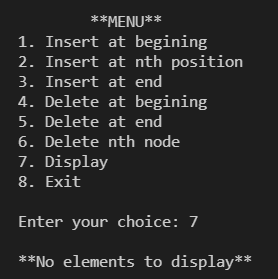 **MENU**
1. Insert at begining
2. Insert at nth position
3. Insert at end
4. Delete at begining
5. Delete at end
6. Delete nth node
7. Display
8. Exit
Enter your choice: 7
**No elements to display**